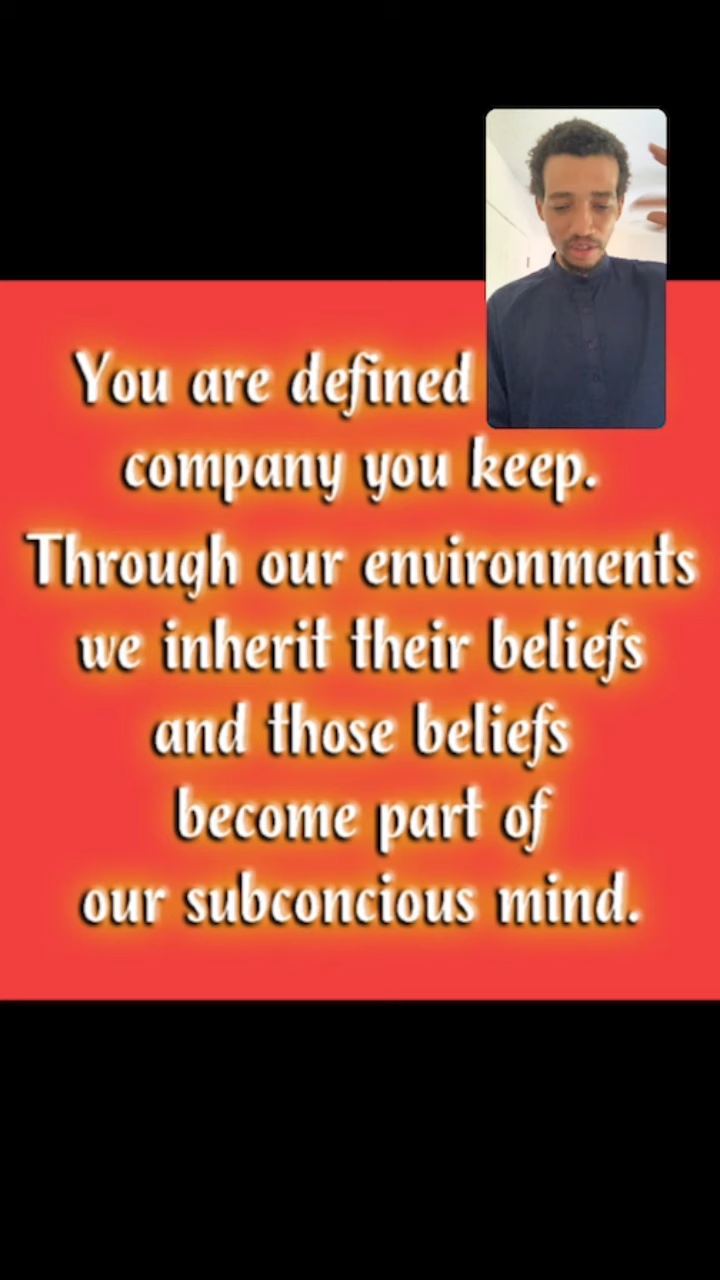 You are defined
company you keep.
Through our environments
we inherit their beliefs
and those beliefs
become part of
our subconcious mind.